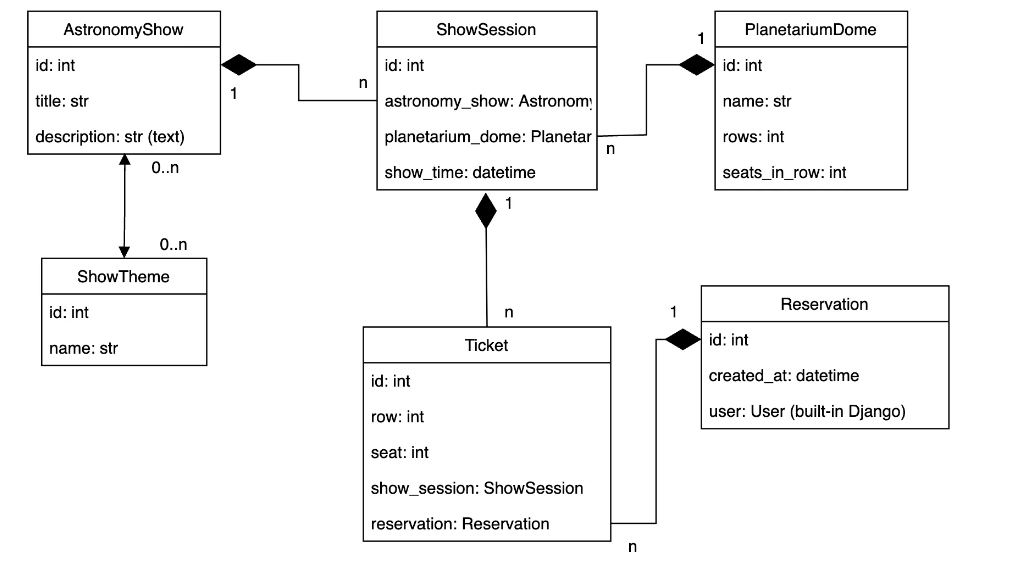 AstronomyShow
id: int
title: str
description: str (text)
1
n
ShowSession
id: int
astronomy_show: Astronomy
planetarium_dome: Planetar
show_time: datetime
1
n
PlanetariumDome
id: int
name: str
rows: int
seats_in_row: int
0..n
0..n
ShowTheme
id: int
name: str
1
n
Ticket
id: int
row: int
seat: int
show_session: ShowSession
reservation: Reservation
1
n
Reservation
id: int
created_at: datetime
user: User (built-in Django)